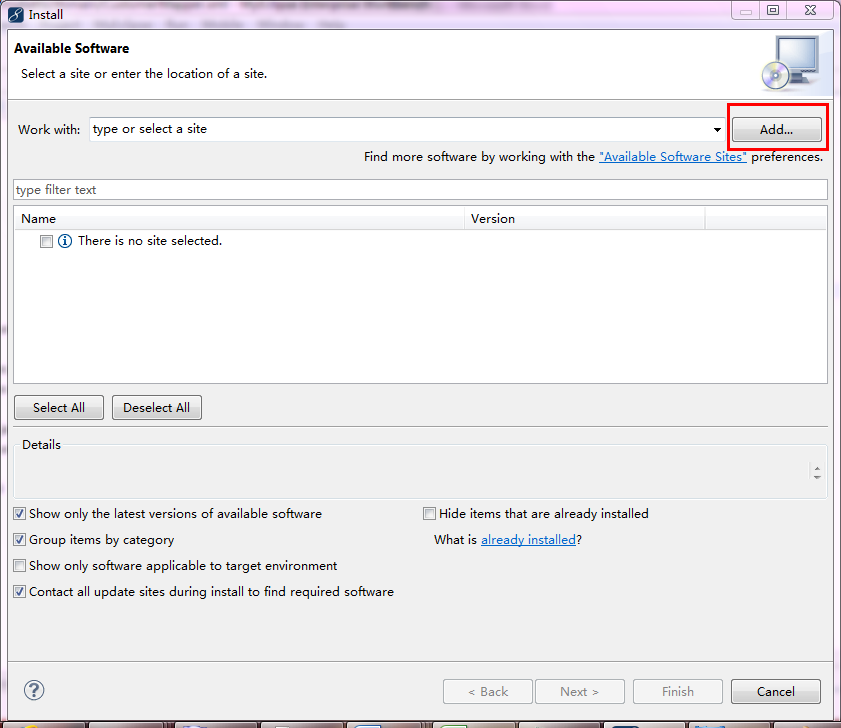 Install
Available Software
Select a site or enter the location of a site.
Work with: type or select a site Add...
Find more software by working with the "Available Software Sites" preferences.
type filter text
Name Version
There is no site selected.
Select All Deselect All
Details
Show only the latest versions of available software Hide items that are already installed
Group items by category What is already installed?
Show only software applicable to target environment
Contact all update sites during install to find required software
? < Back Next > Finish Cancel